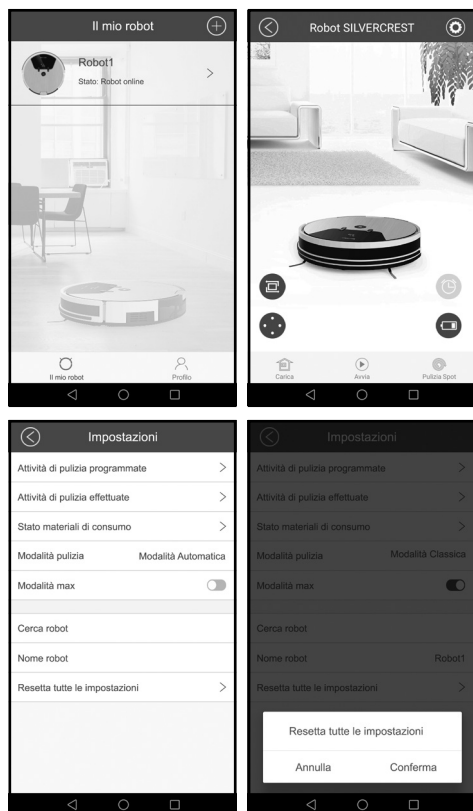 Il mio robot
Robot1
Stato: Robot online
Il mio robot
Profilo
Robot SILVERCREST
Carica
Avvia
Pulizia Spot
Impostazioni
Attività di pulizia programmate
Attività di pulizia effettuate
Stato materiali di consumo
Modalità pulizia Modalità Automatica
Modalità max
Cerca robot
Nome robot
Resetta tutte le impostazioni
Impostazioni
Attività di pulizia programmate
Attività di pulizia effettuate
Stato materiali di consumo
Modalità pulizia Modalità Classica
Modalità max
Cerca robot
Nome robot Robot1
Resetta tutte le impostazioni
Resetta tutte le impostazioni
Annulla Conferma